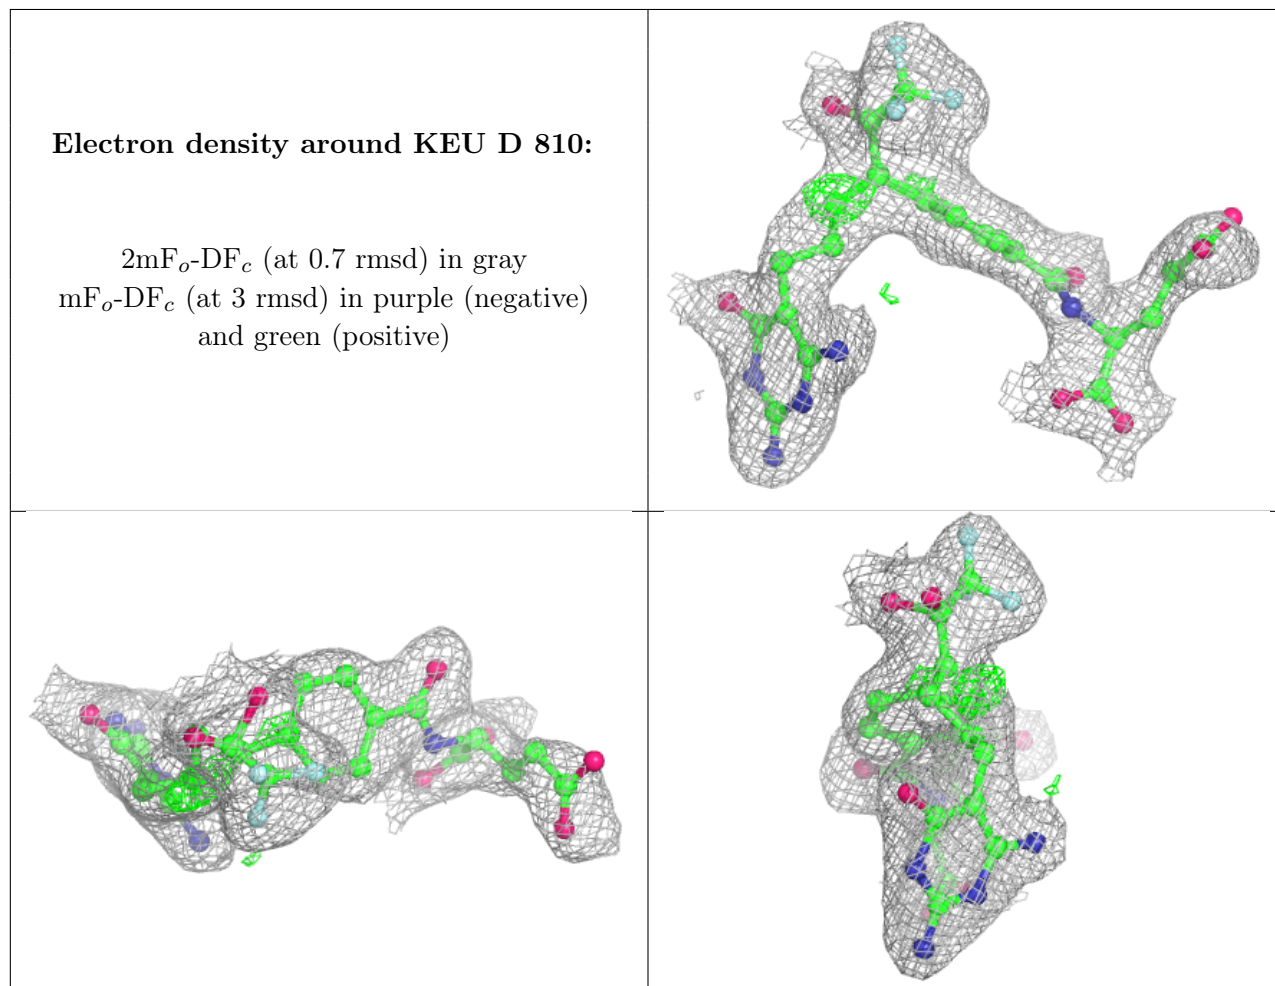 Electron density around KEU D 810:
2mFo-DFc (at 0.7 rmsd) in gray
mFo-DFc (at 3 rmsd) in purple (negative)
and green (positive)